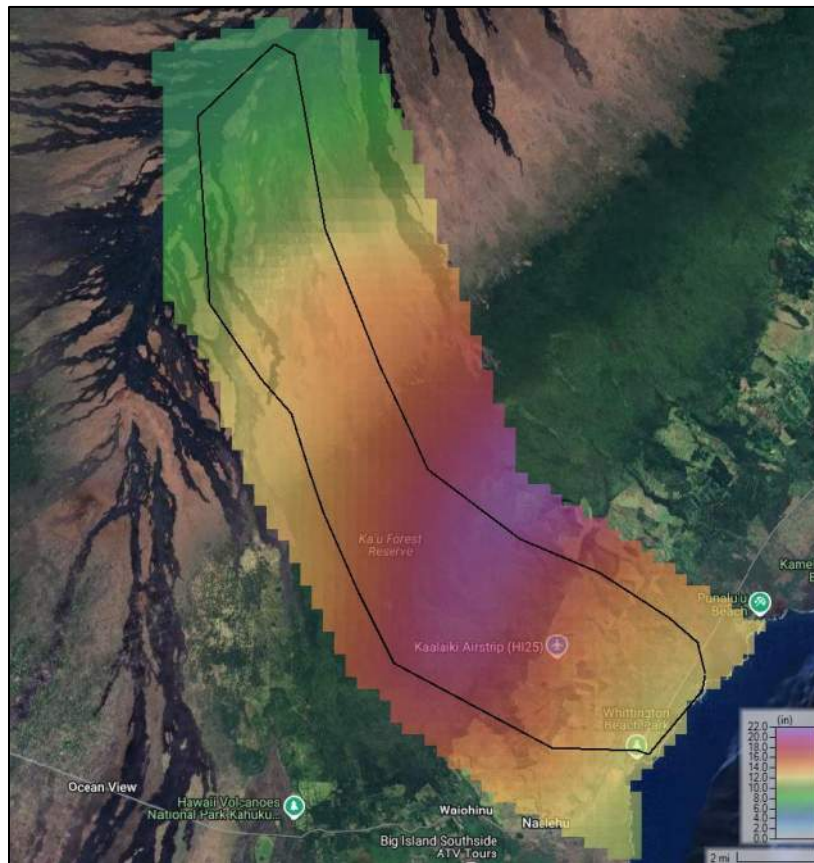 Ka'u Forest
Reserve
Kaalaiki Airstrip (HI25)
Kame
Punalu'u
Beach
Whittington
Beach Park
Ocean View
Hawaii Volcanoes
National Park Kahuku...
Waiohinu
Naalehu
Big Island Southside
ATV Tours
(in)
22.0
20.0
18.0
16.0
14.0
12.0
10.0
8.0
6.0
4.0
2.0
0.0
2 mi